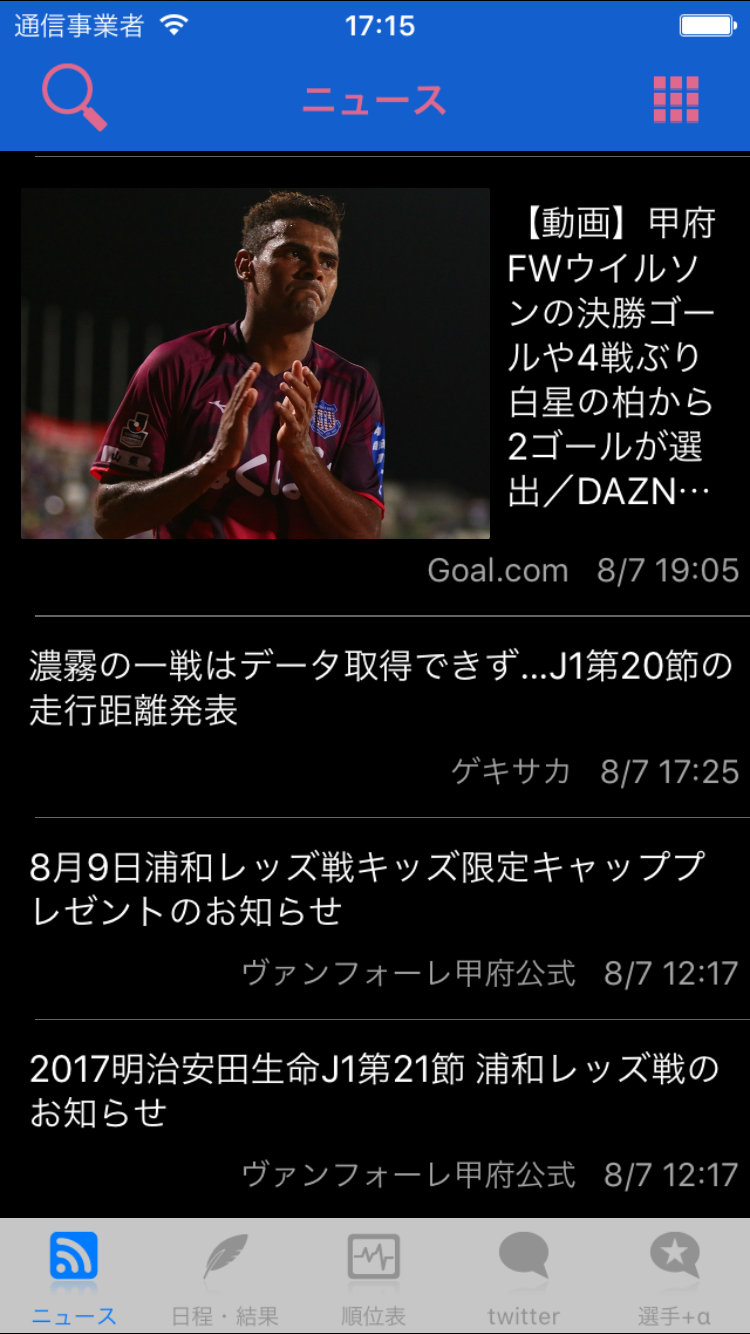 通信事業者
17:15
ニュース
【動画】甲府
FWウイルソ
ンの決勝ゴー
ルや4戦ぶり
白星の柏から
2ゴールが選
出／DAZN…
Goal.com 8/7 19:05
濃霧の一戦はデータ取得できず...J1第20節の
走行距離発表
ゲキサカ 8/7 17:25
8月9日浦和レッズ戦キッズ限定キャッププ
レゼントのお知らせ
ヴァンフォーレ甲府公式 8/7 12:17
2017明治安田生命J1第21節 浦和レッズ戦の
お知らせ
ヴァンフォーレ甲府公式 8/7 12:17
ニュース
日程・結果
順位表
twitter
選手+α